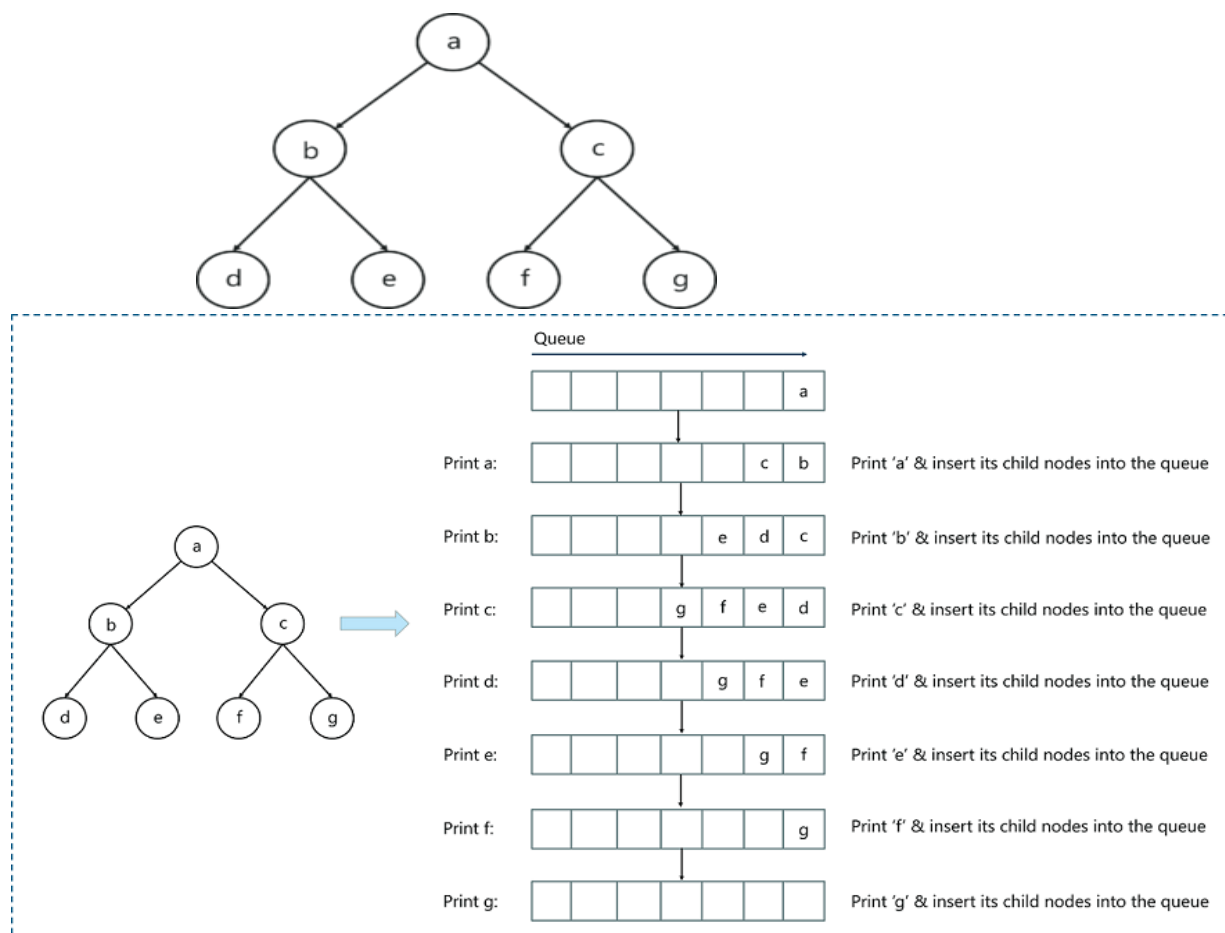 a
b c
d e f g
Queue
a
Print a: c b Print 'a' & insert its child nodes into the queue
Print b: e d c Print 'b' & insert its child nodes into the queue
a
Print c: g f e d Print 'c' & insert its child nodes into the queue
b c
Print d: g f e Print 'd' & insert its child nodes into the queue
d e f g
Print e: g f Print 'e' & insert its child nodes into the queue
Print f: g Print 'f' & insert its child nodes into the queue
Print g: Print 'g' & insert its child nodes into the queue